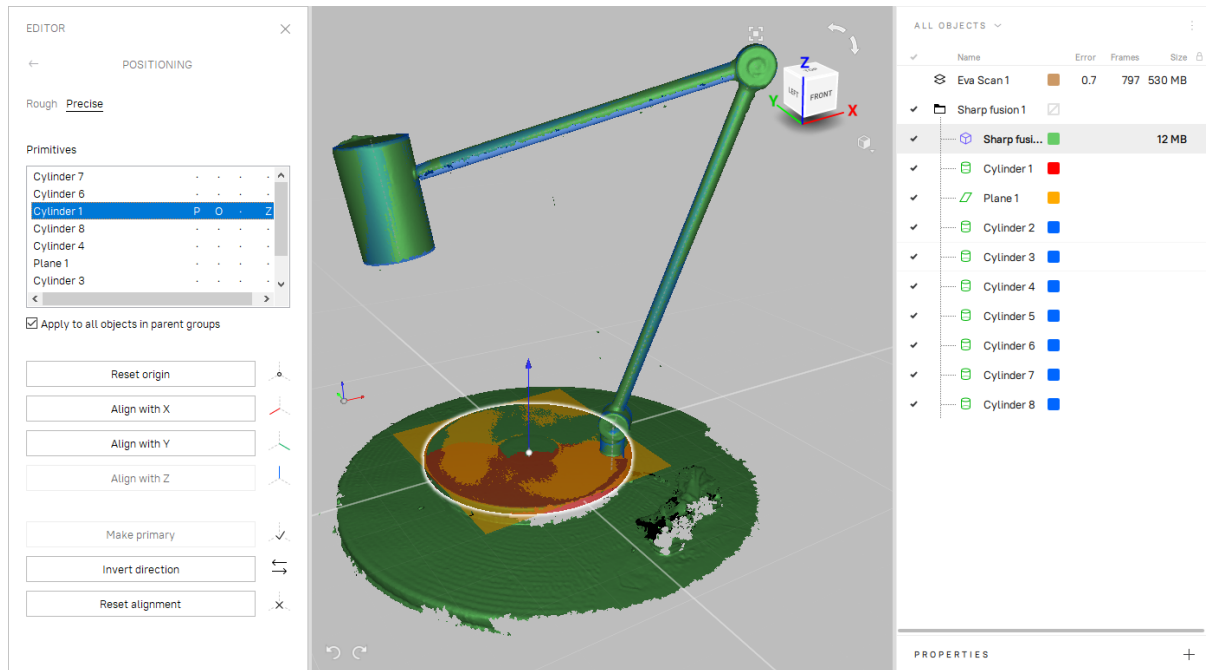 EDITOR
POSITIONING
Rough Precise
Primitives
Cylinder 7
Cylinder 6
Cylinder 1 P O · Z
Cylinder 8
Cylinder 4
Plane 1
Cylinder 3
Apply to all objects in parent groups
Reset origin
Align with X
Align with Y
Align with Z
Make primary
Invert direction
Reset alignment
Z
LEFT FRONT
Y X
ALL OBJECTS
Name Error Frames Size
Eva Scan 1 0.7 797 530 MB
Sharp fusion 1
Sharp fusi... 12 MB
Cylinder 1
Plane 1
Cylinder 2
Cylinder 3
Cylinder 4
Cylinder 5
Cylinder 6
Cylinder 7
Cylinder 8
PROPERTIES